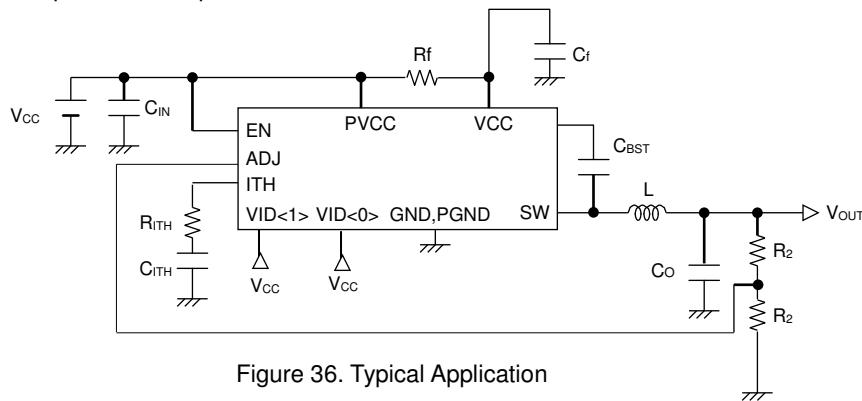 Rf
Cf
VCC
CIN
EN
PVCC
VCC
ADJ
ITH
CBST
RITH
VID<1> VID<0> GND,PGND SW
L
VOUT
CITH
VCC
VCC
CO
R2
R2
Figure 36. Typical Application